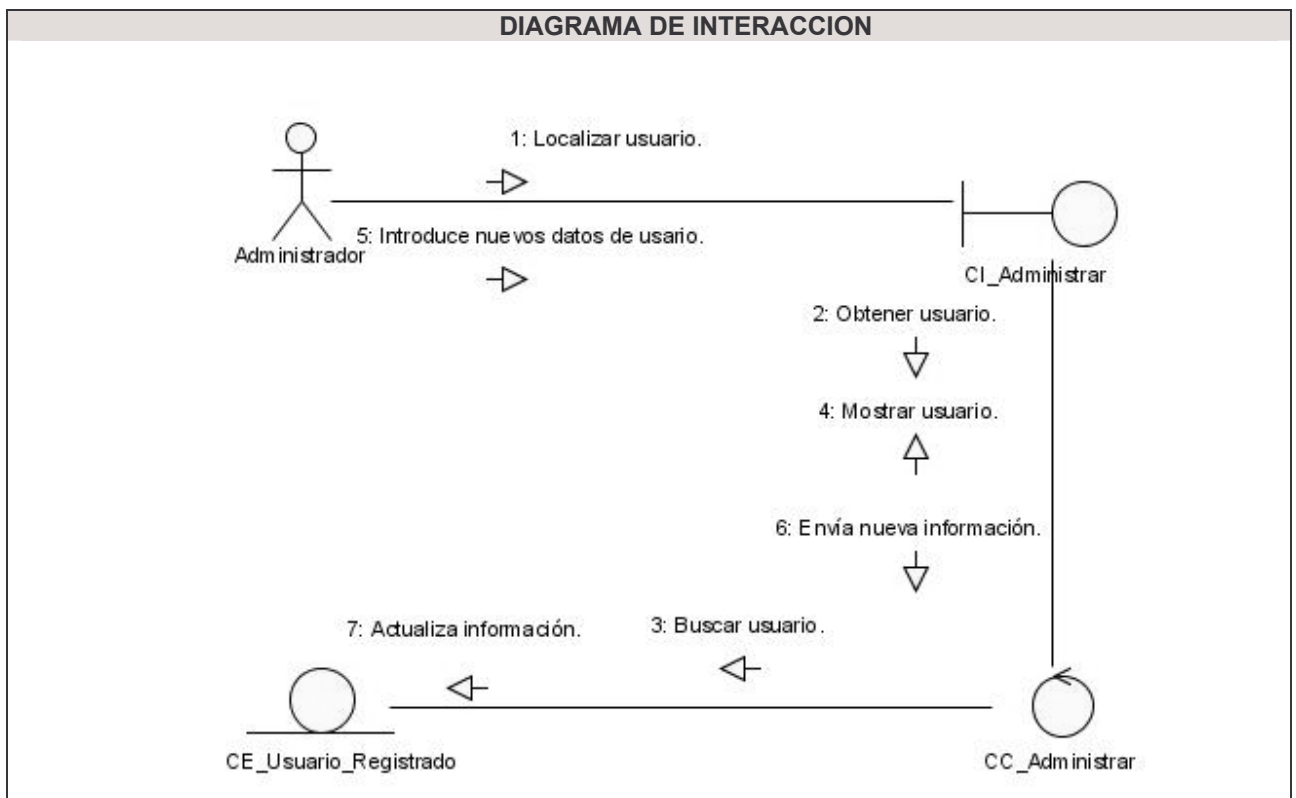 DIAGRAMA DE INTERACCION
1: Localizar usuario.
5: Introduce nuevos datos de usario.
Administrador
CI_Administrar
2: Obtener usuario.
4: Mostrar usuario.
6: Envía nueva información.
7: Actualiza información.
3: Buscar usuario.
CE_Usuario_Registrado
CC_Administrar